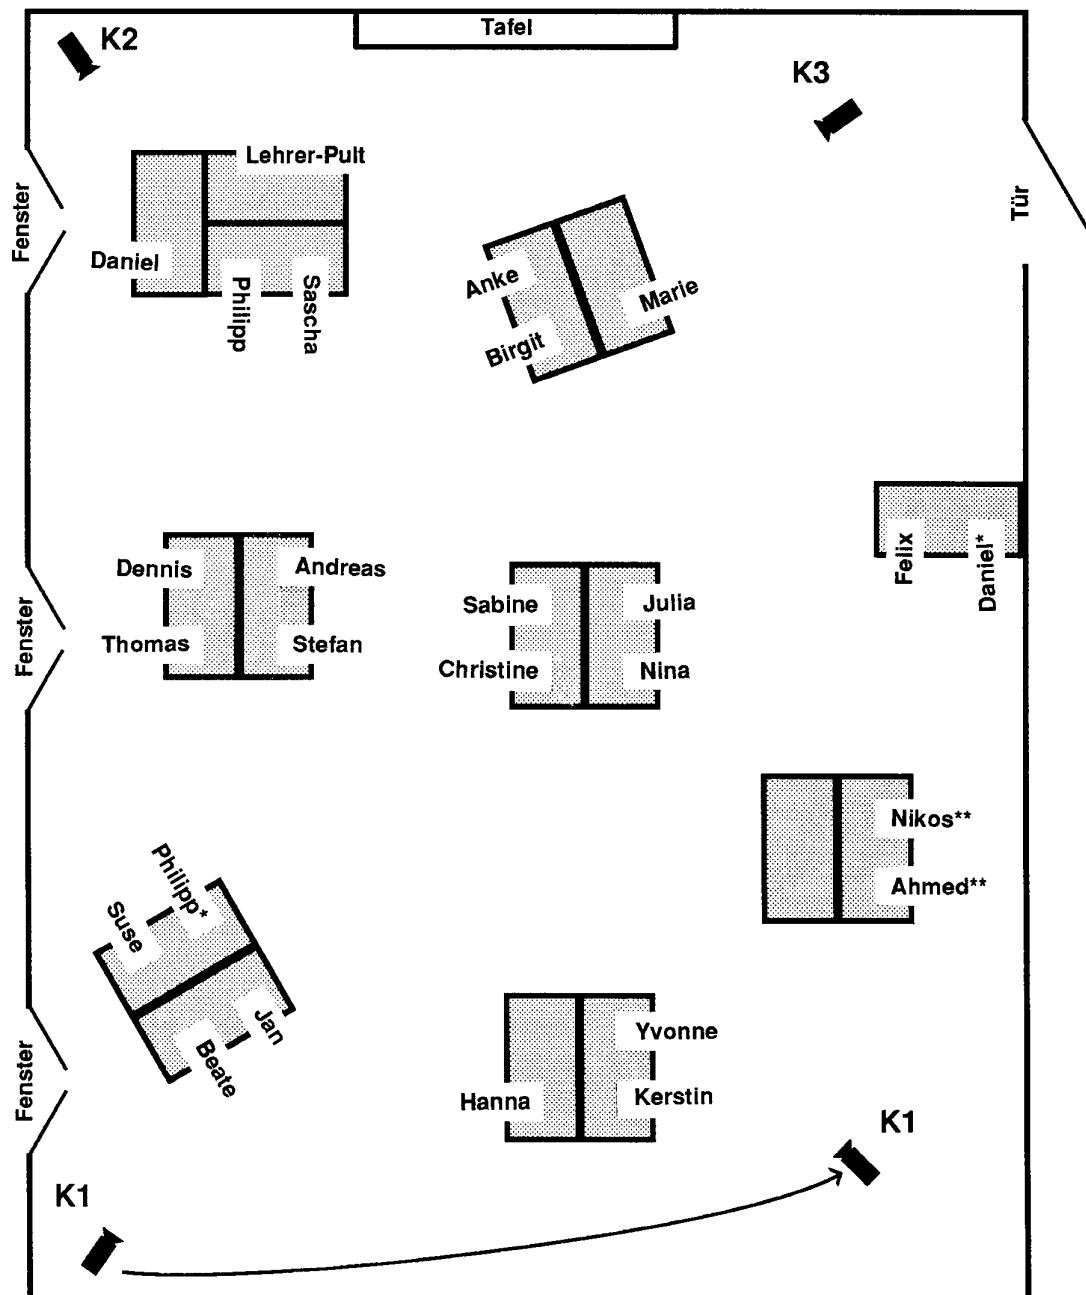 Tafel
K2
K3
Lehrer-Pult
Fenster
Tür
Daniel
Philipp
Sascha
Anke
Marie
Birgit
Felix
Daniel*
Dennis
Andreas
Sabine
Julia
Fenster
Thomas
Stefan
Christine
Nina
Nikos**
Ahmed**
Philipp*
Suse
Jan
Beate
Fenster
Yvonne
Hanna
Kerstin
K1
K1